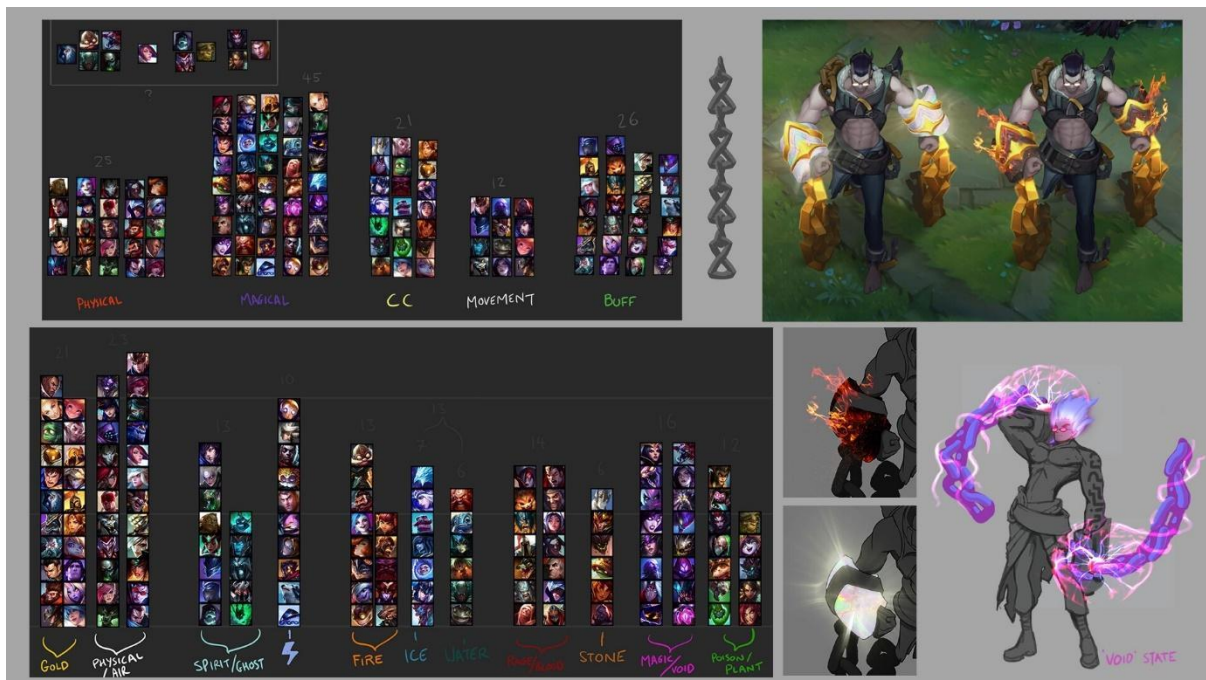 ?
45
25
21
12
26
PHYSICAL
MAGICAL
CC
MOVEMENT
BUFF
21
23
13
10
13
13
7
6
14
6
16
12
GOLD
PHYSICAL
/AIR
SPIRIT/GHOST
FIRE
ICE
WATER
STONE
MAGIC
/VOID
POISON/
PLANT
'VOID' STATE